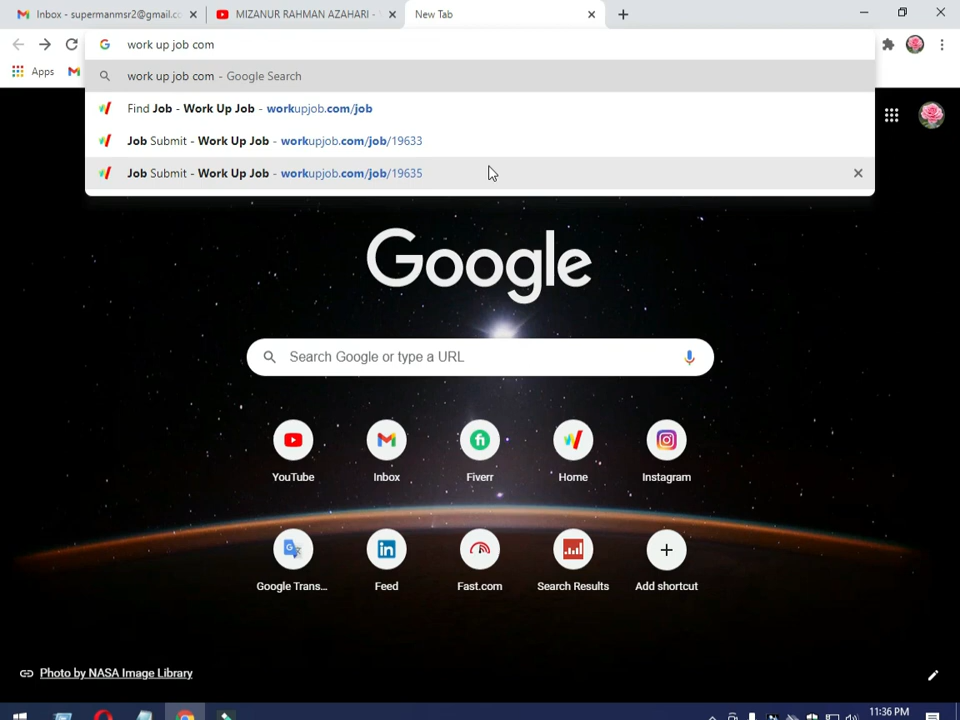 Inbox - supermanmsr2@gmail.cc
MIZANUR RAHMAN AZAHARI -
New Tab
work up job com
Apps
work up job com - Google Search
Find Job - Work Up Job - workupjob.com/job
Job Submit - Work Up Job - workupjob.com/job/19633
Job Submit - Work Up Job - workupjob.com/job/19635
Google
Search Google or type a URL
YouTube
Inbox
Fiverr
Home
Instagram
Google Trans...
Feed
Fast.com
Search Results
Add shortcut
Photo by NASA Image Library
11:36 PM